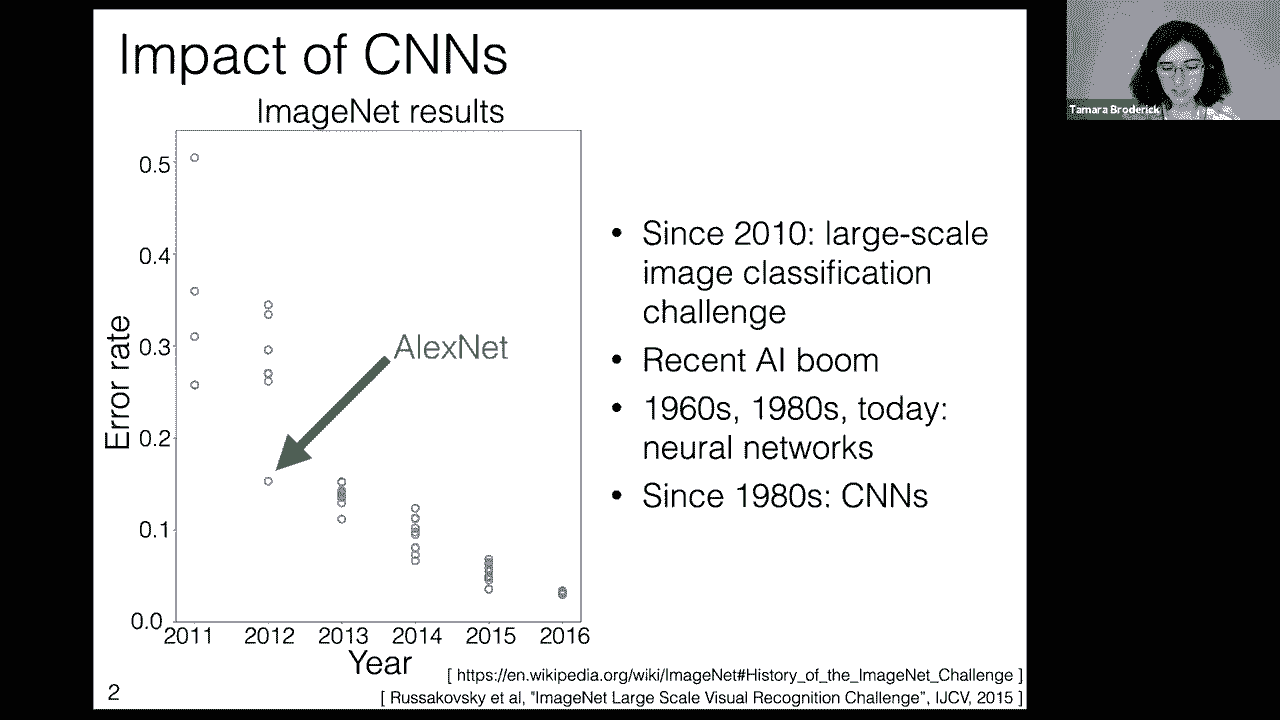 Impact of CNNs
ImageNet results
0.5
0.4
0.3
0.2
0.1
0.0
Error rate
AlexNet
2011 2012 2013 2014 2015 2016
Year
• Since 2010: large-scale
image classification
challenge
• Recent AI boom
• 1960s, 1980s, today:
neural networks
• Since 1980s: CNNs
[ https://en.wikipedia.org/wiki/ImageNet#History_of_the_ImageNet_Challenge ]
[ Russakovsky et al, "ImageNet Large Scale Visual Recognition Challenge", IJCV, 2015 ]
2
Tamara Broderick